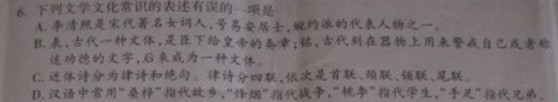 6. 下列文学文化常识的表述有误的一项是
A. 李清照是宋代著名女词人,号易安居士,婉约派的代表人物之一。
B. 表,古代一种文体,是臣下给皇帝的奏章;铭,古代刻在器物上用来警戒自己或者称
述功德的文字,后来成为一种文体。
C. 近体诗分为律诗和绝句。律诗分四联,依次是首联、颈联、颔联、尾联。
D. 汉语中常用“桑梓”指代故乡,“烽烟”指代战争,“桃李”指代学生,“手足”指代兄弟。